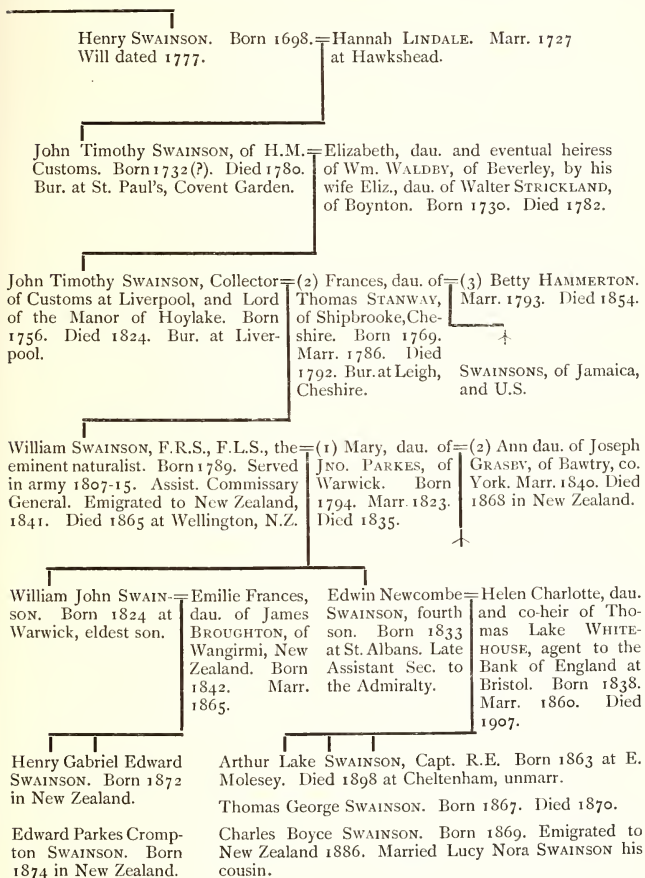 Henry SWAINSON. Born 1698.=Hannah LINDALE. Marr. 1727
Will dated 1777. at Hawkshead.
John Timothy SWAINSON, of H.M.=Elizabeth, dau. and eventual heiress
Customs. Born 1732(?). Died 1780. of Wm. WALDBY, of Beverley, by his
Bur. at St. Paul's, Covent Garden. wife Eliz., dau. of Walter STRICKLAND,
of Boynton. Born 1730. Died 1782.
John Timothy SWAINSON, Collector
of Customs at Liverpool, and Lord
of the Manor of Hoylake. Born
1756. Died 1824. Bur. at Liver-
pool.
=(2) Frances, dau. of
Thomas STANWAY,
of Shipbrooke, Che-
shire. Born 1769.
Marr. 1786. Died
1792. Bur. at Leigh,
Cheshire.
=(3) Betty HAMMERTON.
Marr. 1793. Died 1854.
SWAINSONS, of Jamaica,
and U.S.
William SWAINSON, F.R.S., F.L.S., the
eminent naturalist. Born 1789. Served
in army 1807-15. Assist. Commissary
General. Emigrated to New Zealand,
1841. Died 1865 at Wellington, N.Z.
=(1) Mary, dau. of
JNO. PARKES, of
Warwick. Born
1794. Marr. 1823.
Died 1835.
=(2) Ann dau. of Joseph
GRASBY, of Bawtry, co.
York. Marr. 1840. Died
1868 in New Zealand.
William John SWAIN-
SON. Born 1824 at
Warwick, eldest son.
=Emilie Frances,
dau. of James
BROUGHTON, of
Wangirmi, New
Zealand. Born
1842. Marr.
1865.
Edwin Newcombe
SWAINSON, fourth
son. Born 1833
at St. Albans. Late
Assistant Sec. to
the Admiralty.
=Helen Charlotte, dau.
and co-heir of Tho-
mas Lake WHITE-
HOUSE, agent to the
Bank of England at
Bristol. Born 1838.
Marr. 1860. Died
1907.
Henry Gabriel Edward
SWAINSON. Born 1872
in New Zealand.
Edward Parkes Cromp-
ton SWAINSON. Born
1874 in New Zealand.
Arthur Lake SWAINSON, Capt. R.E. Born 1863 at E.
Molesey. Died 1898 at Cheltenham, unmarr.
Thomas George SWAINSON. Born 1867. Died 1870.
Charles Boyce SWAINSON. Born 1869. Emigrated to
New Zealand 1886. Married Lucy Nora SWAINSON his
cousin.